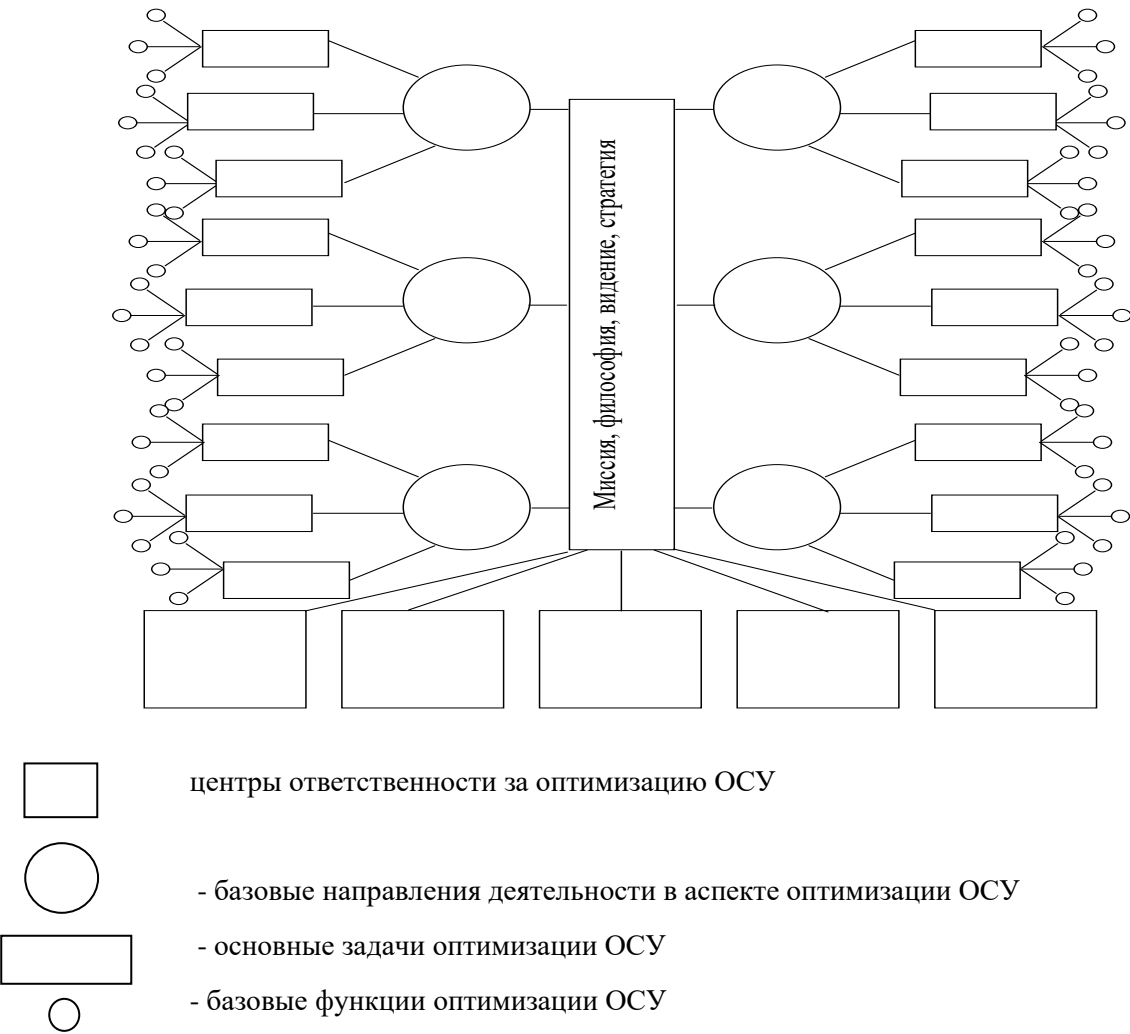 Миссия, философия, видение, стратегия
центры ответственности за оптимизацию ОСУ
- базовые направления деятельности в аспекте оптимизации ОСУ
- основные задачи оптимизации ОСУ
- базовые функции оптимизации ОСУ